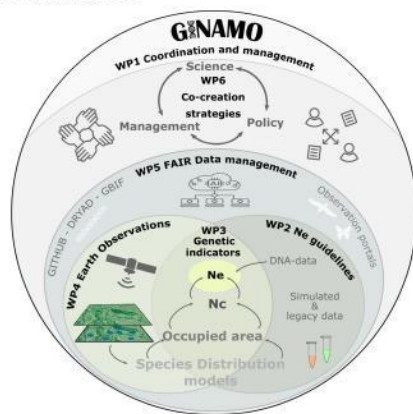 GINAMO
WP1 Coordination and management
Science
WP6
Co-creation
strategies
Management
Policy
WP5 FAIR Data management
GITHUB - DRYAD - GBIF
Observation portals
WP4 Earth Observations
WP3
Genetic
indicators
WP2 Ne guidelines
Ne
DNA-data
Nc
Simulated
&
legacy data
Occupied area
Species Distribution
models